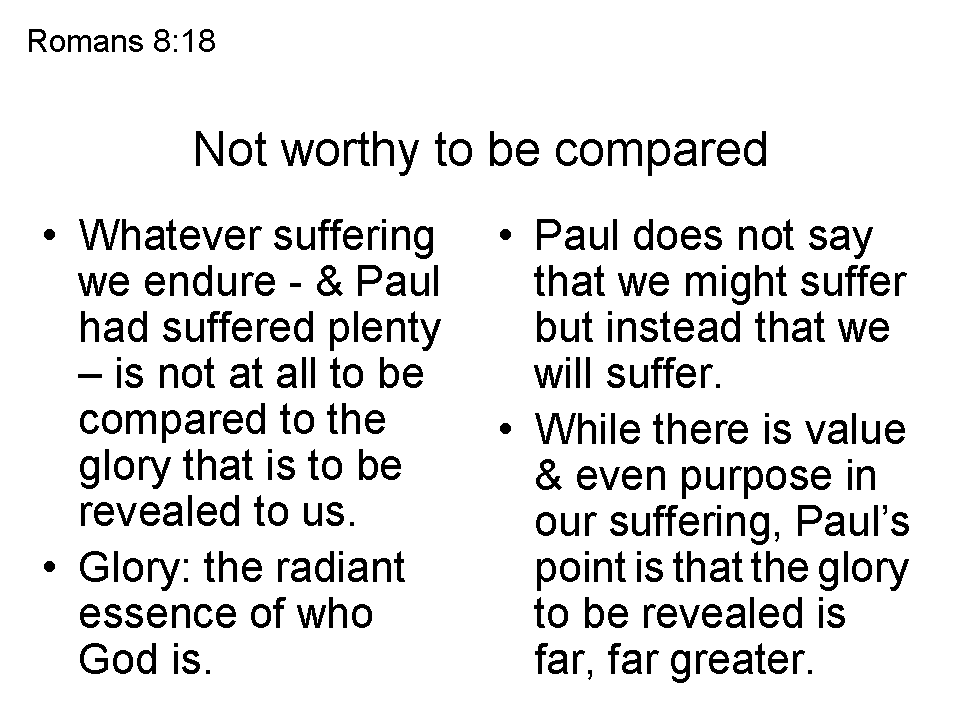 Romans 8:18
Not worthy to be compared
• Whatever suffering
we endure - & Paul
had suffered plenty
– is not at all to be
compared to the
glory that is to be
revealed to us.
• Glory: the radiant
essence of who
God is.
• Paul does not say
that we might suffer
but instead that we
will suffer.
• While there is value
& even purpose in
our suffering, Paul’s
point is that the glory
to be revealed is
far, far greater.